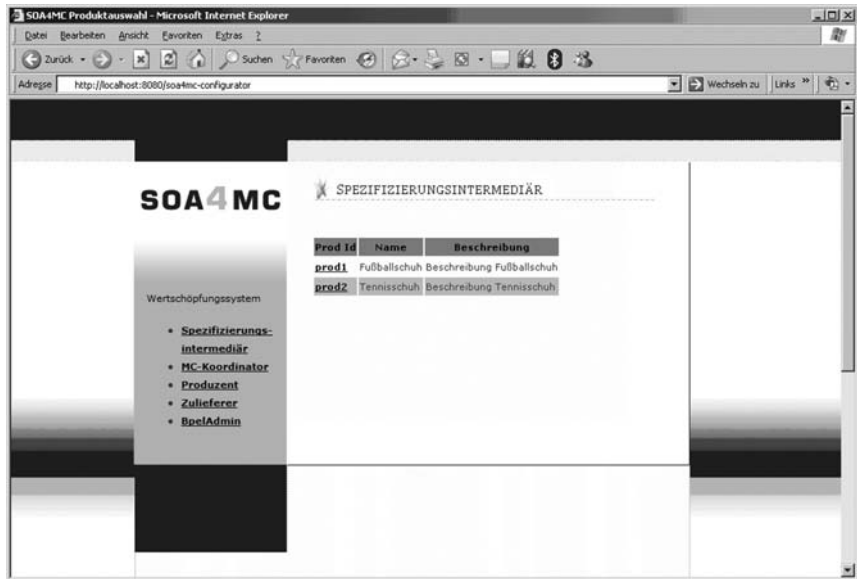 SOA4MC Produktauswahl - Microsoft Internet Explorer
Datei Bearbeiten Ansicht Favoriten Extras ?
Zurück Suchen Favoriten
Adresse http://localhost:8080/soa4mc-configurator Wechseln zu Links »
SOA4MC
SPEZIFIZIERUNGSINTERMEDIÄR
Prod Id Name Beschreibung
prod1 Fußballschuh Beschreibung Fußballschuh
prod2 Tennisschuh Beschreibung Tennisschuh
Wertschöpfungssystem
Spezifizierungs-
intermediär
MC-Koordinator
Produzent
Zulieferer
BpelAdmin